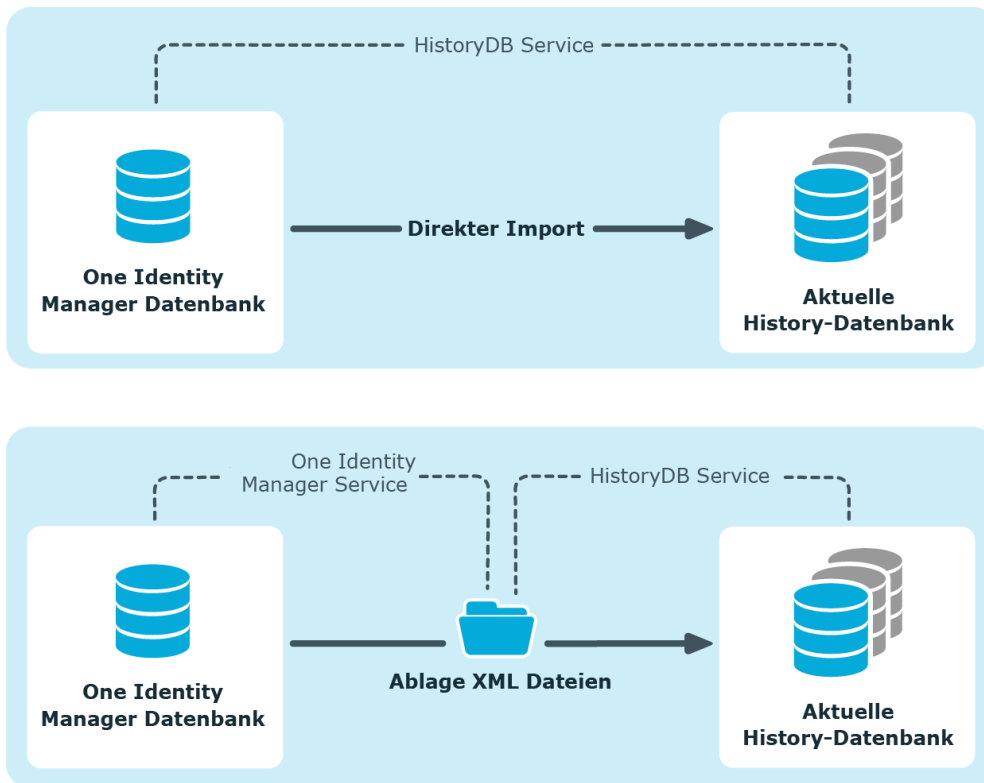 HistoryDB Service
Direkter Import
One Identity
Manager Datenbank
Aktuelle
History-Datenbank
One Identity
Manager Service
HistoryDB Service
Ablage XML Dateien
One Identity
Manager Datenbank
Aktuelle
History-Datenbank